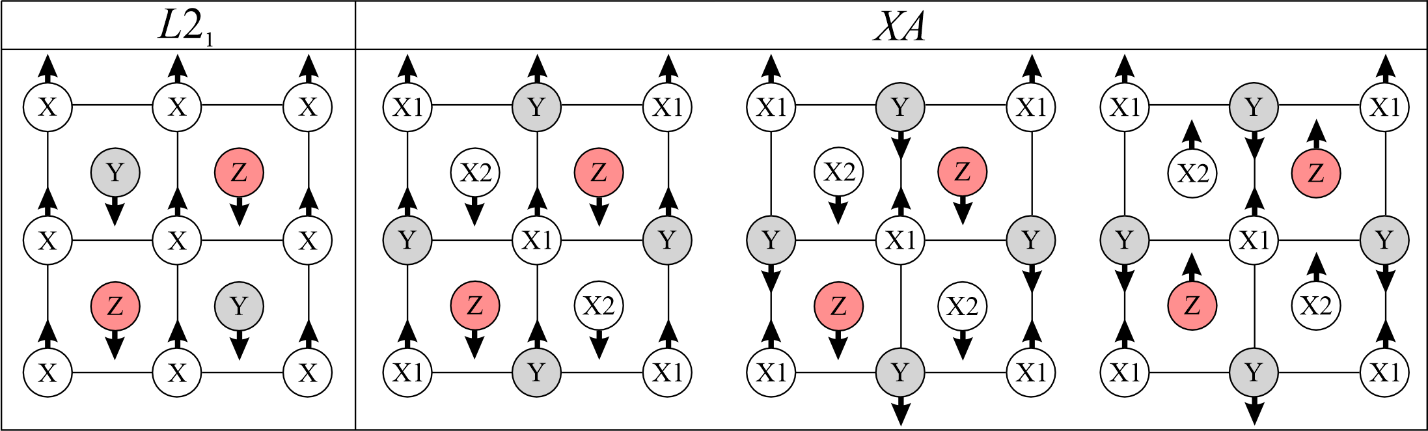 L2₁ XA
X X X X1 Y X1 X1 Y X1 X1 Y X1
Y Z X2 Z X2 Z X2 Z
X X X Y X1 Y Y X1 Y Y X1 Y
Z Y Z X2 Z X2 Z X2
X X X X1 Y X1 X1 Y X1 X1 Y X1